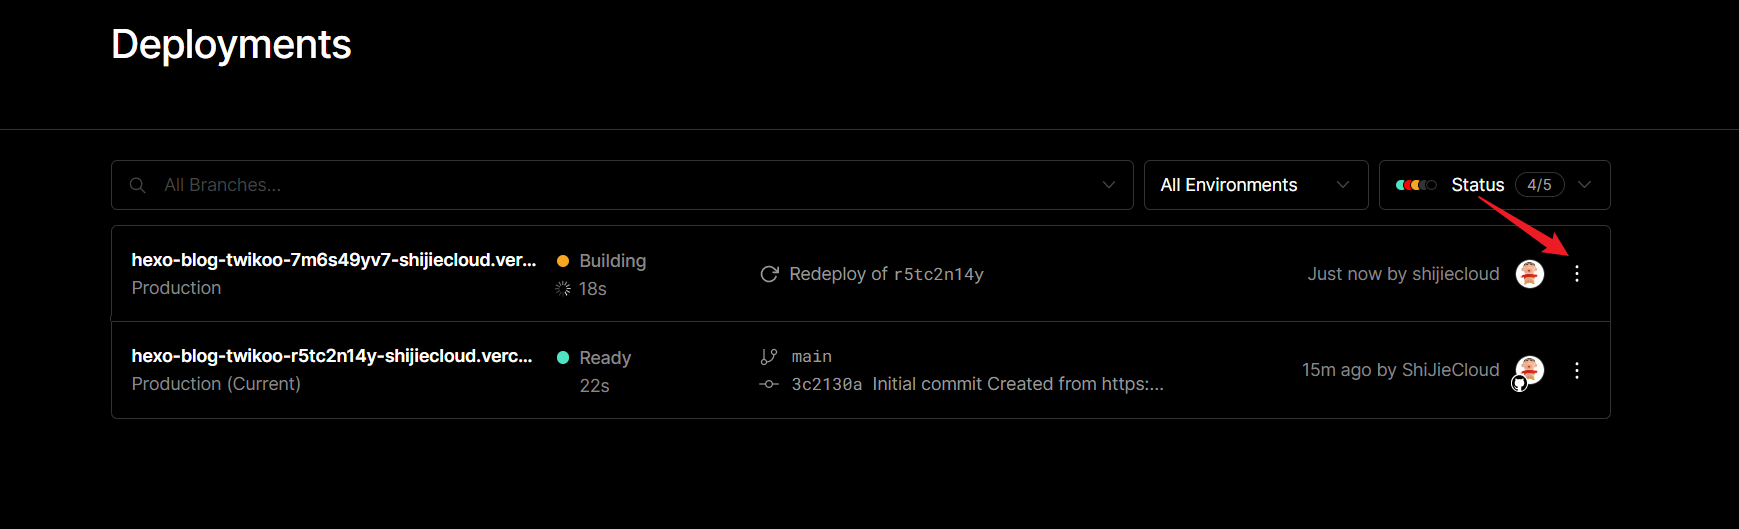 Deployments
All Branches...
All Environments
Status 4/5
hexo-blog-twikoo-7m6s49yv7-shijiecloud.ver...
Production
Building
18s
Redeploy of r5tc2n14y
Just now by shijiecloud
hexo-blog-twikoo-r5tc2n14y-shijiecloud.verc...
Production (Current)
Ready
22s
main
3c2130a Initial commit Created from https:...
15m ago by ShiJieCloud